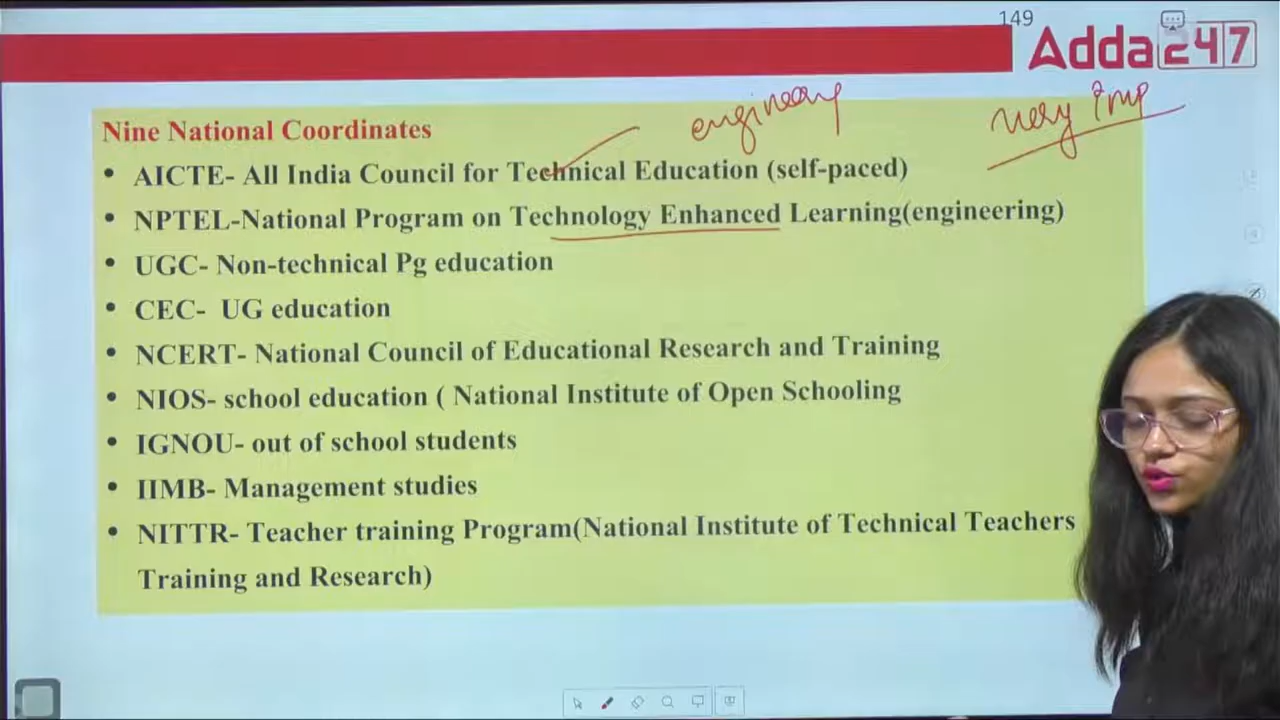 149
Adda247
engineery
very imp
Nine National Coordinates
• AICTE- All India Council for Technical Education (self-paced)
• NPTEL-National Program on Technology Enhanced Learning(engineering)
• UGC- Non-technical Pg education
• CEC- UG education
• NCERT- National Council of Educational Research and Training
• NIOS- school education ( National Institute of Open Schooling
• IGNOU- out of school students
• IIMB- Management studies
• NITTR- Teacher training Program(National Institute of Technical Teachers
Training and Research)